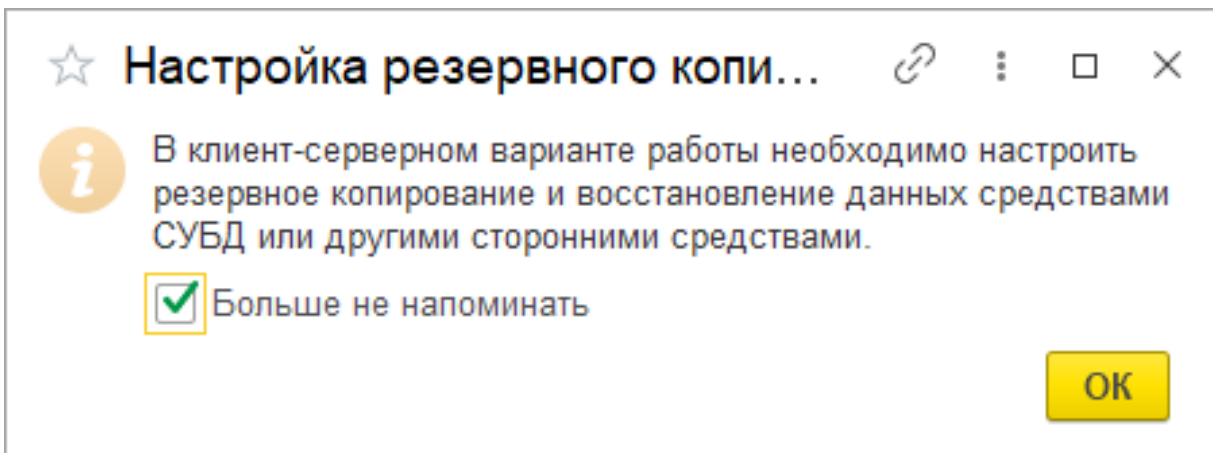 Настройка резервного копи...
В клиент-серверном варианте работы необходимо настроить
резервное копирование и восстановление данных средствами
СУБД или другими сторонними средствами.
Больше не напоминать
ОК